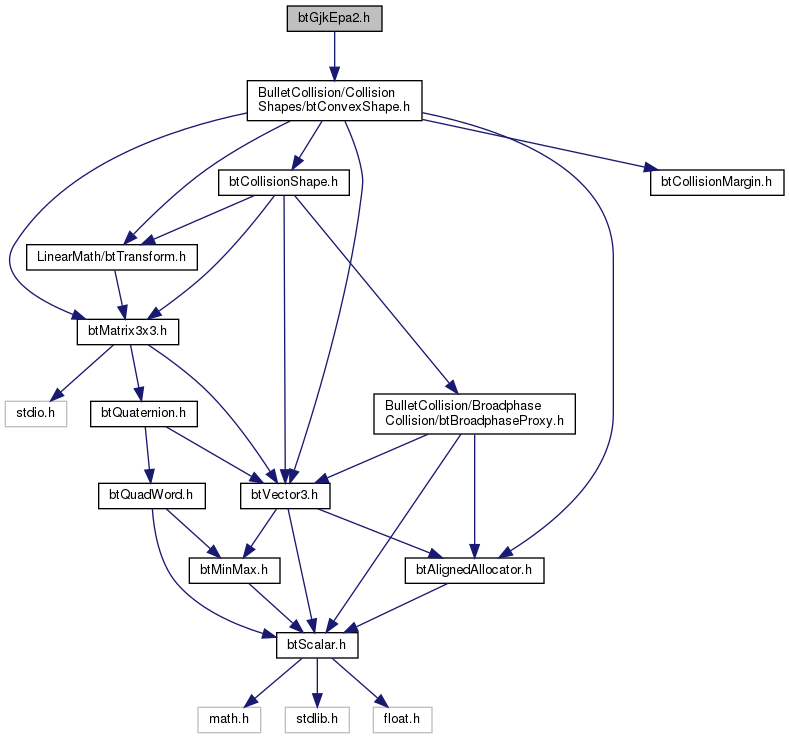 btGjkEpa2.h
BulletCollision/Collision
Shapes/btConvexShape.h
btCollisionShape.h
btCollisionMargin.h
LinearMath/btTransform.h
btMatrix3x3.h
stdio.h
btQuaternion.h
BulletCollision/Broadphase
Collision/btBroadphaseProxy.h
btQuadWord.h
btVector3.h
btMinMax.h
btAlignedAllocator.h
btScalar.h
math.h
stdlib.h
float.h